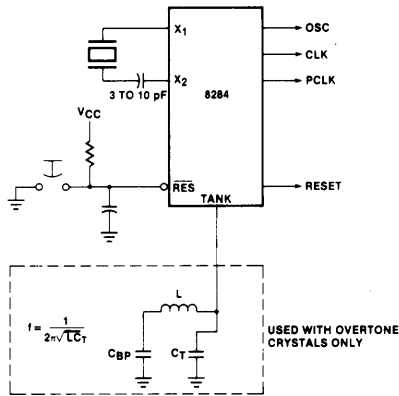 X1
OSC
CLK
X2
PCLK
8284
3 TO 10 pF
VCC
RES
RESET
TANK
L
f = 1 / 2π√LCT
CBP
CT
USED WITH OVERTONE
CRYSTALS ONLY